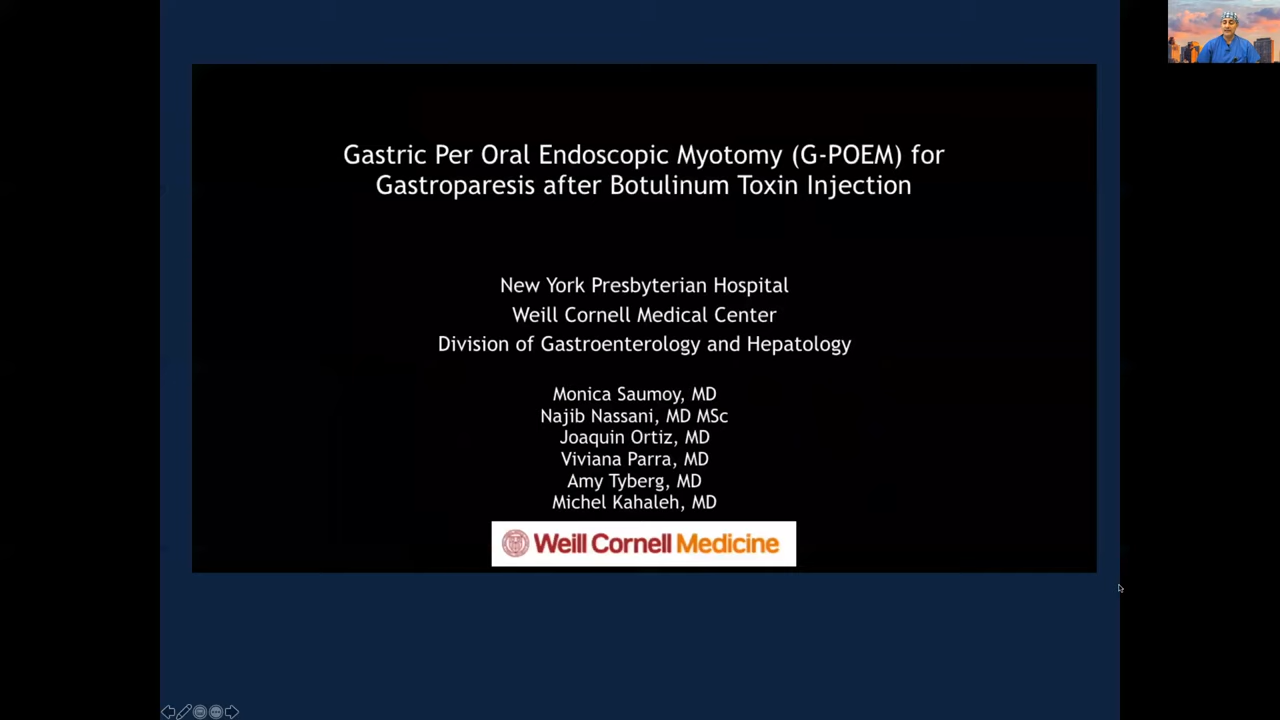 Gastric Per Oral Endoscopic Myotomy (G-POEM) for
Gastroparesis after Botulinum Toxin Injection
New York Presbyterian Hospital
Weill Cornell Medical Center
Division of Gastroenterology and Hepatology
Monica Saumoy, MD
Najib Nassani, MD MSc
Joaquin Ortiz, MD
Viviana Parra, MD
Amy Tyberg, MD
Michel Kahaleh, MD
Weill Cornell Medicine